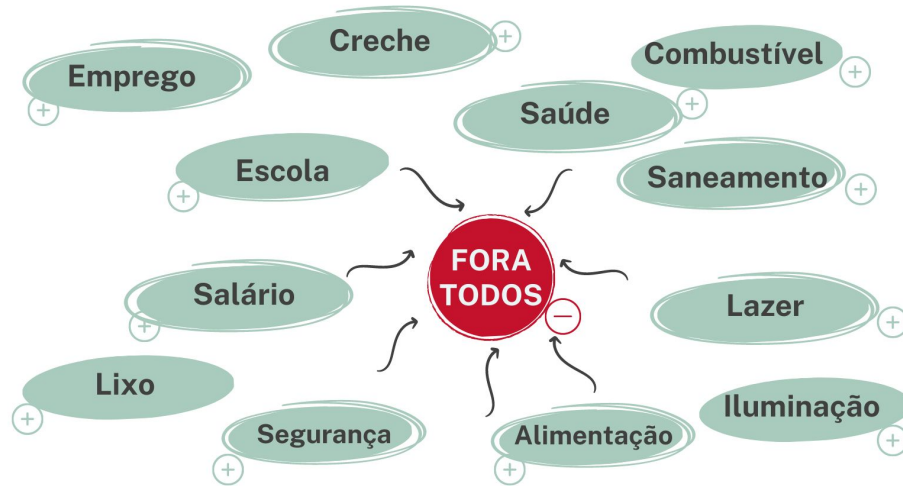 Creche
Combustível
Emprego
Saúde
Escola
Saneamento
FORA
TODOS
Salário
Lazer
Lixo
Iluminação
Segurança
Alimentação